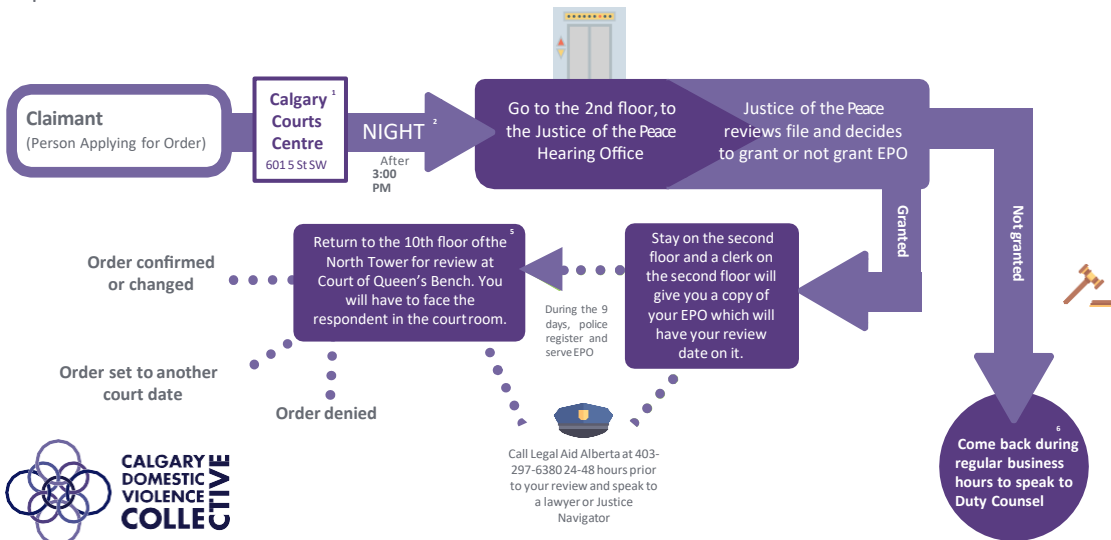 Claimant
(Person Applying for Order)
Calgary 1
Courts
Centre
601 5 St SW
NIGHT 2
After
3:00
PM
Go to the 2nd floor, to
the Justice of the Peace
Hearing Office
Justice of the Peace
reviews file and decides
to grant or not grant EPO
Granted
Not granted
Stay on the second
floor and a clerk on
the second floor will
give you a copy of
your EPO which will
have your review
date on it.
During the 9
days, police
register and
serve EPO
Return to the 10th floor ofthe 5
North Tower for review at
Court of Queen's Bench. You
will have to face the
respondent in the courtroom.
Order confirmed
or changed
Order set to another
court date
Order denied
Call Legal Aid Alberta at 403-
297-6380 24-48 hours prior
to your review and speak to
a lawyer or Justice
Navigator
6
Come back during
regular business
hours to speak to
Duty Counsel
CALGARY
DOMESTIC
VIOLENCE
COLLECTIVE